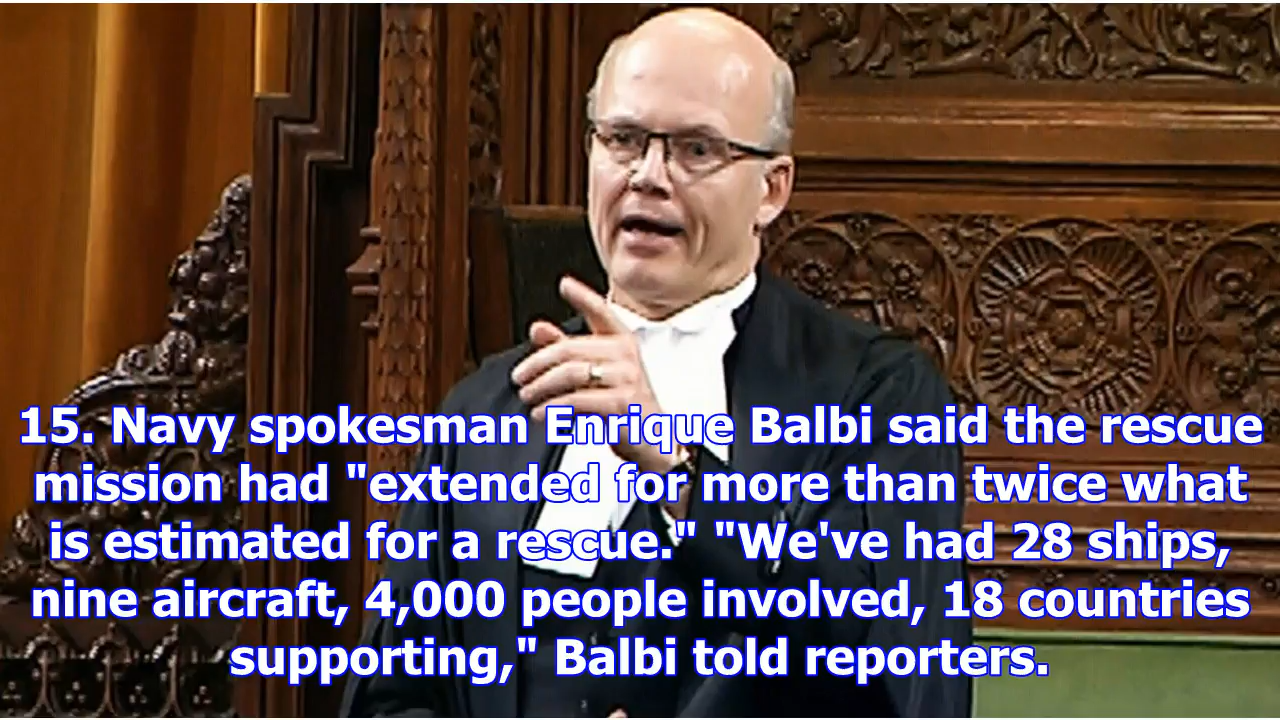 15. Navy spokesman Enrique Balbi said the rescue
mission had "extended for more than twice what
is estimated for a rescue." "We've had 28 ships,
nine aircraft, 4,000 people involved, 18 countries
supporting," Balbi told reporters.